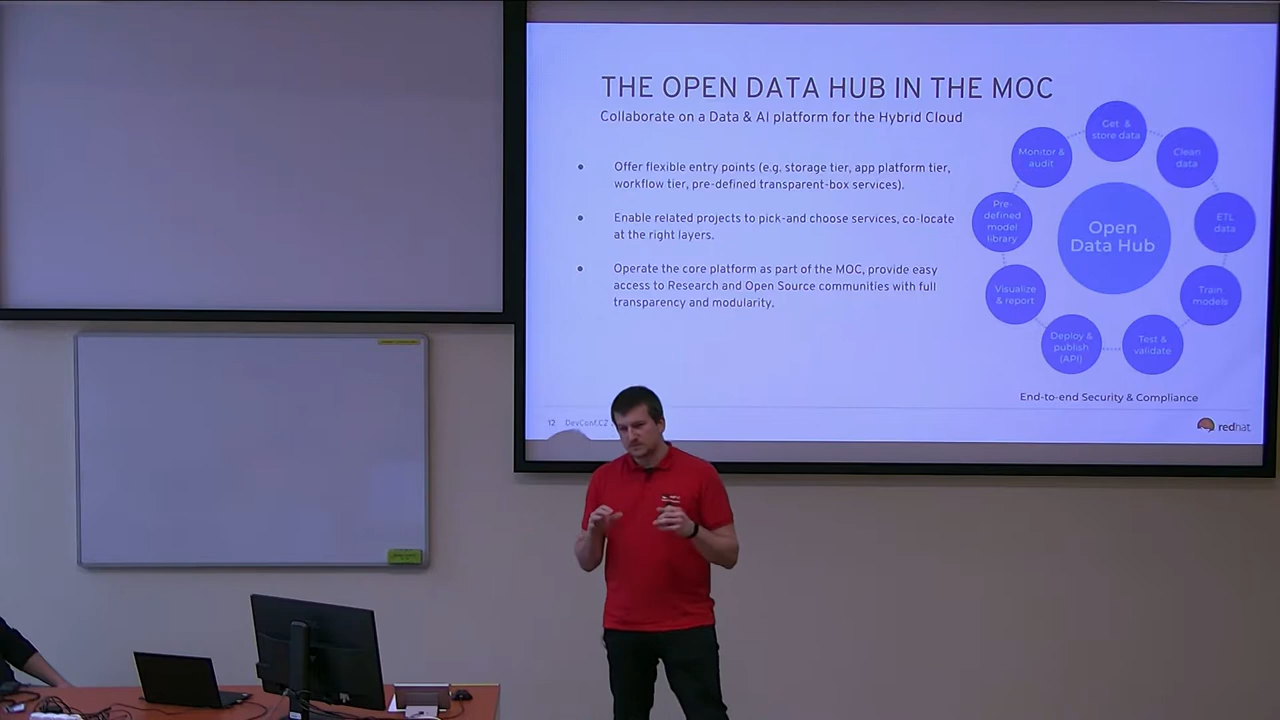 THE OPEN DATA HUB IN THE MOC
Collaborate on a Data & AI platform for the Hybrid Cloud
• Offer flexible entry points (e.g. storage tier, app platform tier,
workflow tier, pre-defined transparent-box services).
• Enable related projects to pick-and choose services, co-locate
at the right layers.
• Operate the core platform as part of the MOC, provide easy
access to Research and Open Source communities with full
transparency and modularity.
Get &
store data
Clean
data
ETL
data
Train
models
Test &
validate
Deploy &
publish
(API)
Visualize
& report
Pre-
defined
model
library
Monitor &
audit
Open
Data Hub
End-to-end Security & Compliance
12 DevConf.CZ
redhat